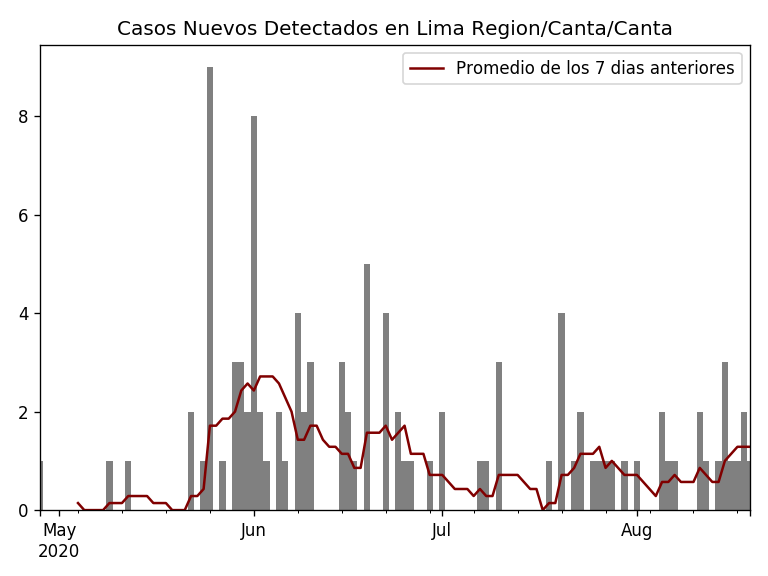 Casos Nuevos Detectados en Lima Region/Canta/Canta
Promedio de los 7 dias anteriores
8
6
4
2
0
May Jun Jul Aug
2020